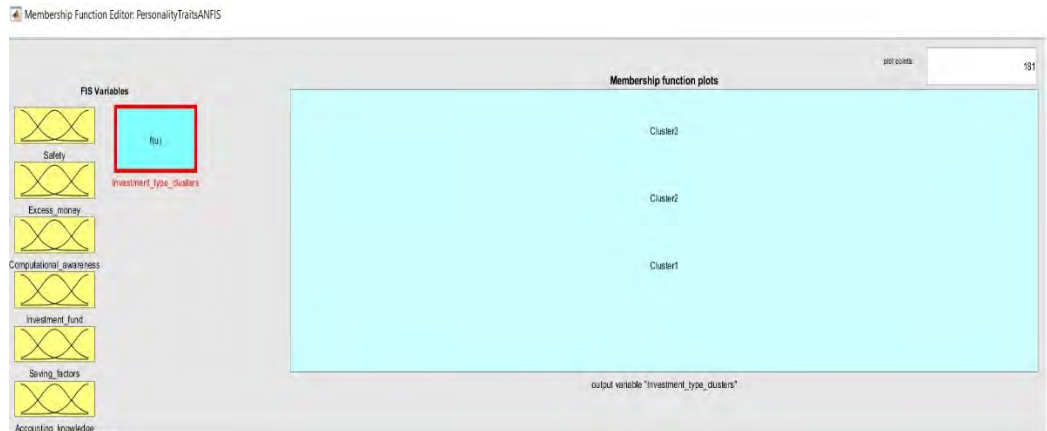 Membership Function Editor: PersonalityTraitsANFIS
plot points:
181
FIS Variables
Membership function plots
f(u)
Safety
Investment_type_clusters
Excess_money
Computational_awareness
Investment_fund
Saving_factors
Accounting_knowledge
Cluster3
Cluster2
Cluster1
output variable "Investment_type_clusters"